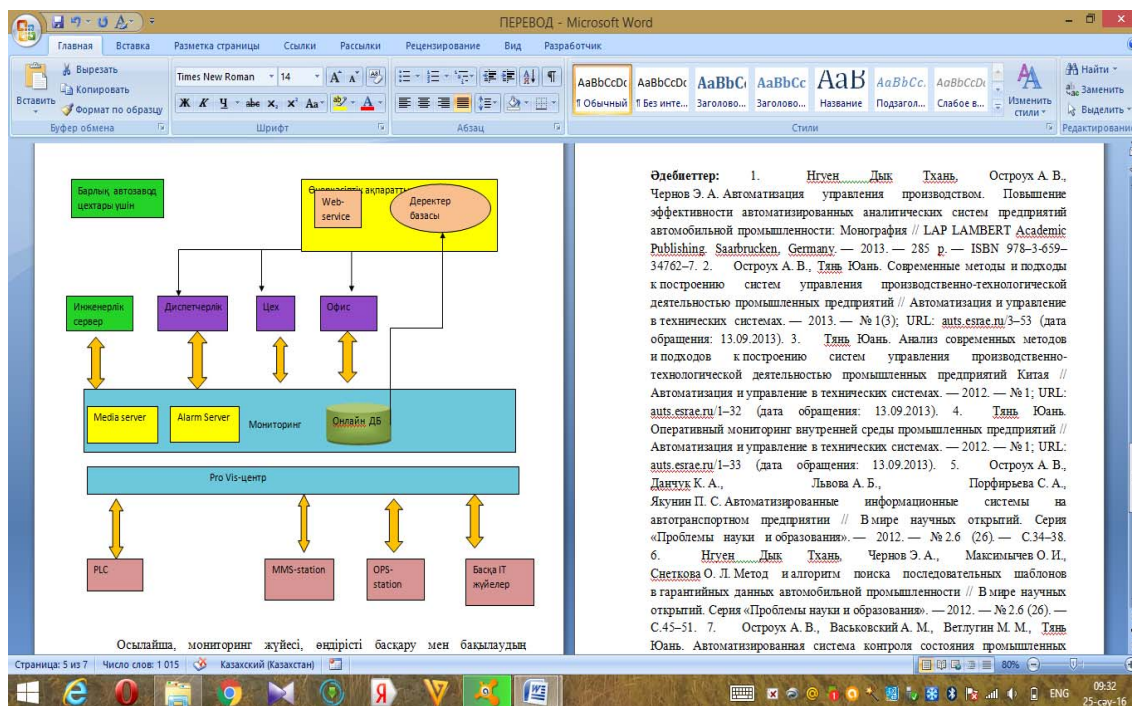 ПЕРЕВОД - Microsoft Word
Главная Вставка Разметка страницы Ссылки Рассылки Рецензирование Вид Разработчик
Вставить
Вырезать
Копировать
Формат по образцу
Буфер обмена
Times New Roman 14
Шрифт
Абзац
AaBbCcDc AaBbCcDc AaBbC AaBbCc AaB AaBbCc. AaBbCcDc
¶ Обычный ¶ Без инте... Заголово... Заголово... Название Подзагол... Слабое в...
Изменить стили
Стили
Найти
Заменить
Выделить
Редактирование
Барлық автозавод
цехтары үшін
Өнеркәсіптік ақпаратты
Web-
service
Деректер
базасы
Инженерлік
сервер
Диспетчерлік
Цех
Офис
Media server
Alarm Server
Мониторинг
Онлайн ДБ
Pro Vis-центр
PLC
MMS-station
OPS-
station
Басқа IT
жүйелер
Осылайша, мониторинг жүйесі, өндірісті басқару мен бақылаудың
Әдебиеттер: 1. Нгуен Дык Тхань, Остроух А. В.,
Чернов Э. А. Автоматизация управления производством. Повышение
эффективности автоматизированных аналитических систем предприятий
автомобильной промышленности: Монография // LAP LAMBERT Academic
Publishing. Saarbrucken, Germany. — 2013. — 285 p. — ISBN 978–3-659–
34762–7. 2. Остроух А. В., Тянь Юань. Современные методы и подходы
к построению систем управления производственно-технологической
деятельностью промышленных предприятий // Автоматизация и управление
в технических системах. — 2013. — № 1(3); URL: auts.esrae.ru/3–53 (дата
обращения: 13.09.2013). 3. Тянь Юань. Анализ современных методов
и подходов к построению систем управления производственно-
технологической деятельностью промышленных предприятий Китая //
Автоматизация и управление в технических системах. — 2012. — № 1; URL:
auts.esrae.ru/1–32 (дата обращения: 13.09.2013). 4. Тянь Юань.
Оперативный мониторинг внутренней среды промышленных предприятий //
Автоматизация и управление в технических системах. — 2012. — № 1; URL:
auts.esrae.ru/1–33 (дата обращения: 13.09.2013). 5. Остроух А. В.,
Данчук К. А., Львова А. Б., Порфирьева С. А.,
Якунин П. С. Автоматизированные информационные системы на
автотранспортном предприятии // В мире научных открытий. Серия
«Проблемы науки и образования». — 2012. — № 2.6 (26). — С.34–38.
6. Нгуен Дык Тхань, Чернов Э. А., Максимычев О. И.,
Снеткова О. Л. Метод и алгоритм поиска последовательных шаблонов
в гарантийных данных автомобильной промышленности // В мире научных
открытий. Серия «Проблемы науки и образования». — 2012. — № 2.6 (26). —
С.45–51. 7. Остроух А. В., Васьковский А. М., Ветлугин М. М., Тянь
Юань. Автоматизированная система контроля состояния промышленных
Страница: 5 из 7 Число слов: 1 015 Казахский (Казахстан) 80%
ENG 09:32
25-сәу-16